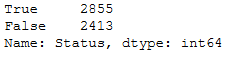 True 2855
False 2413
Name: Status, dtype: int64